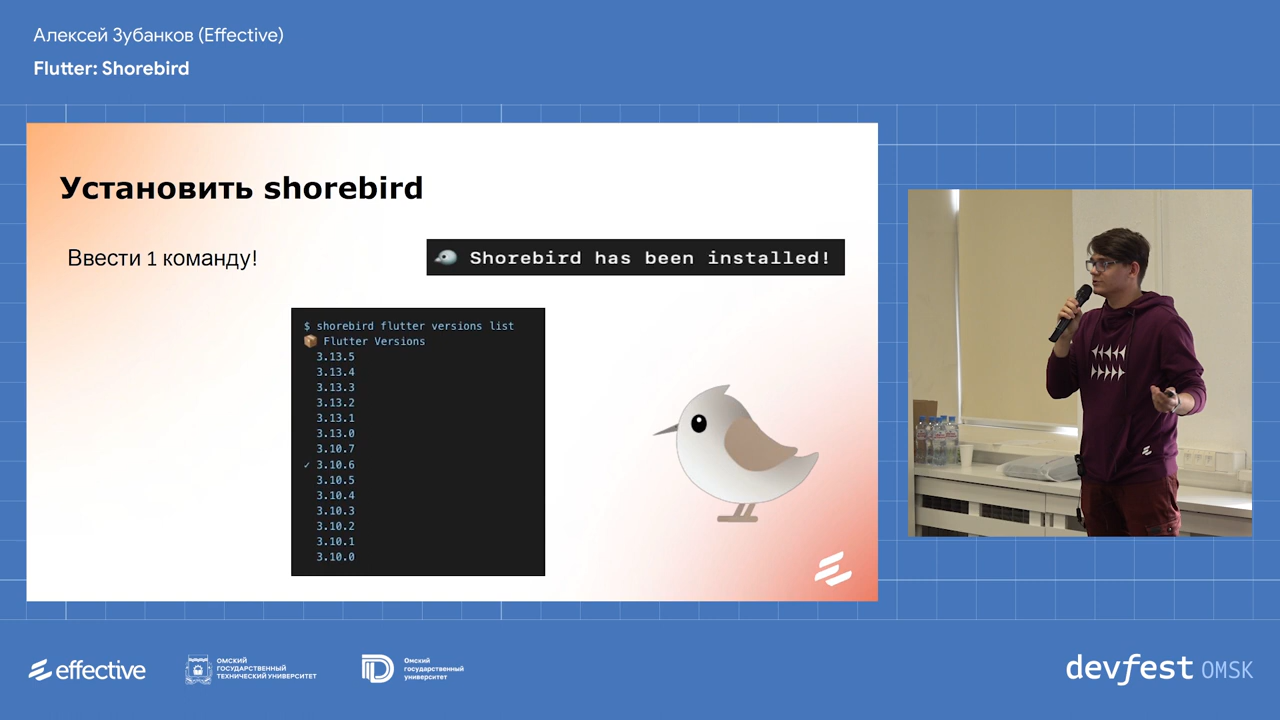 Алексей Зубанков (Effective)
Flutter: Shorebird
Установить shorebird
Ввести 1 команду!
Shorebird has been installed!
$ shorebird flutter versions list
Flutter Versions
3.13.5
3.13.4
3.13.3
3.13.2
3.13.1
3.13.0
3.10.7
✓ 3.10.6
3.10.5
3.10.4
3.10.3
3.10.2
3.10.1
3.10.0
effective
ОМСКИЙ
ГОСУДАРСТВЕННЫЙ
ТЕХНИЧЕСКИЙ УНИВЕРСИТЕТ
Омский
государственный
университет
devfest OMSK